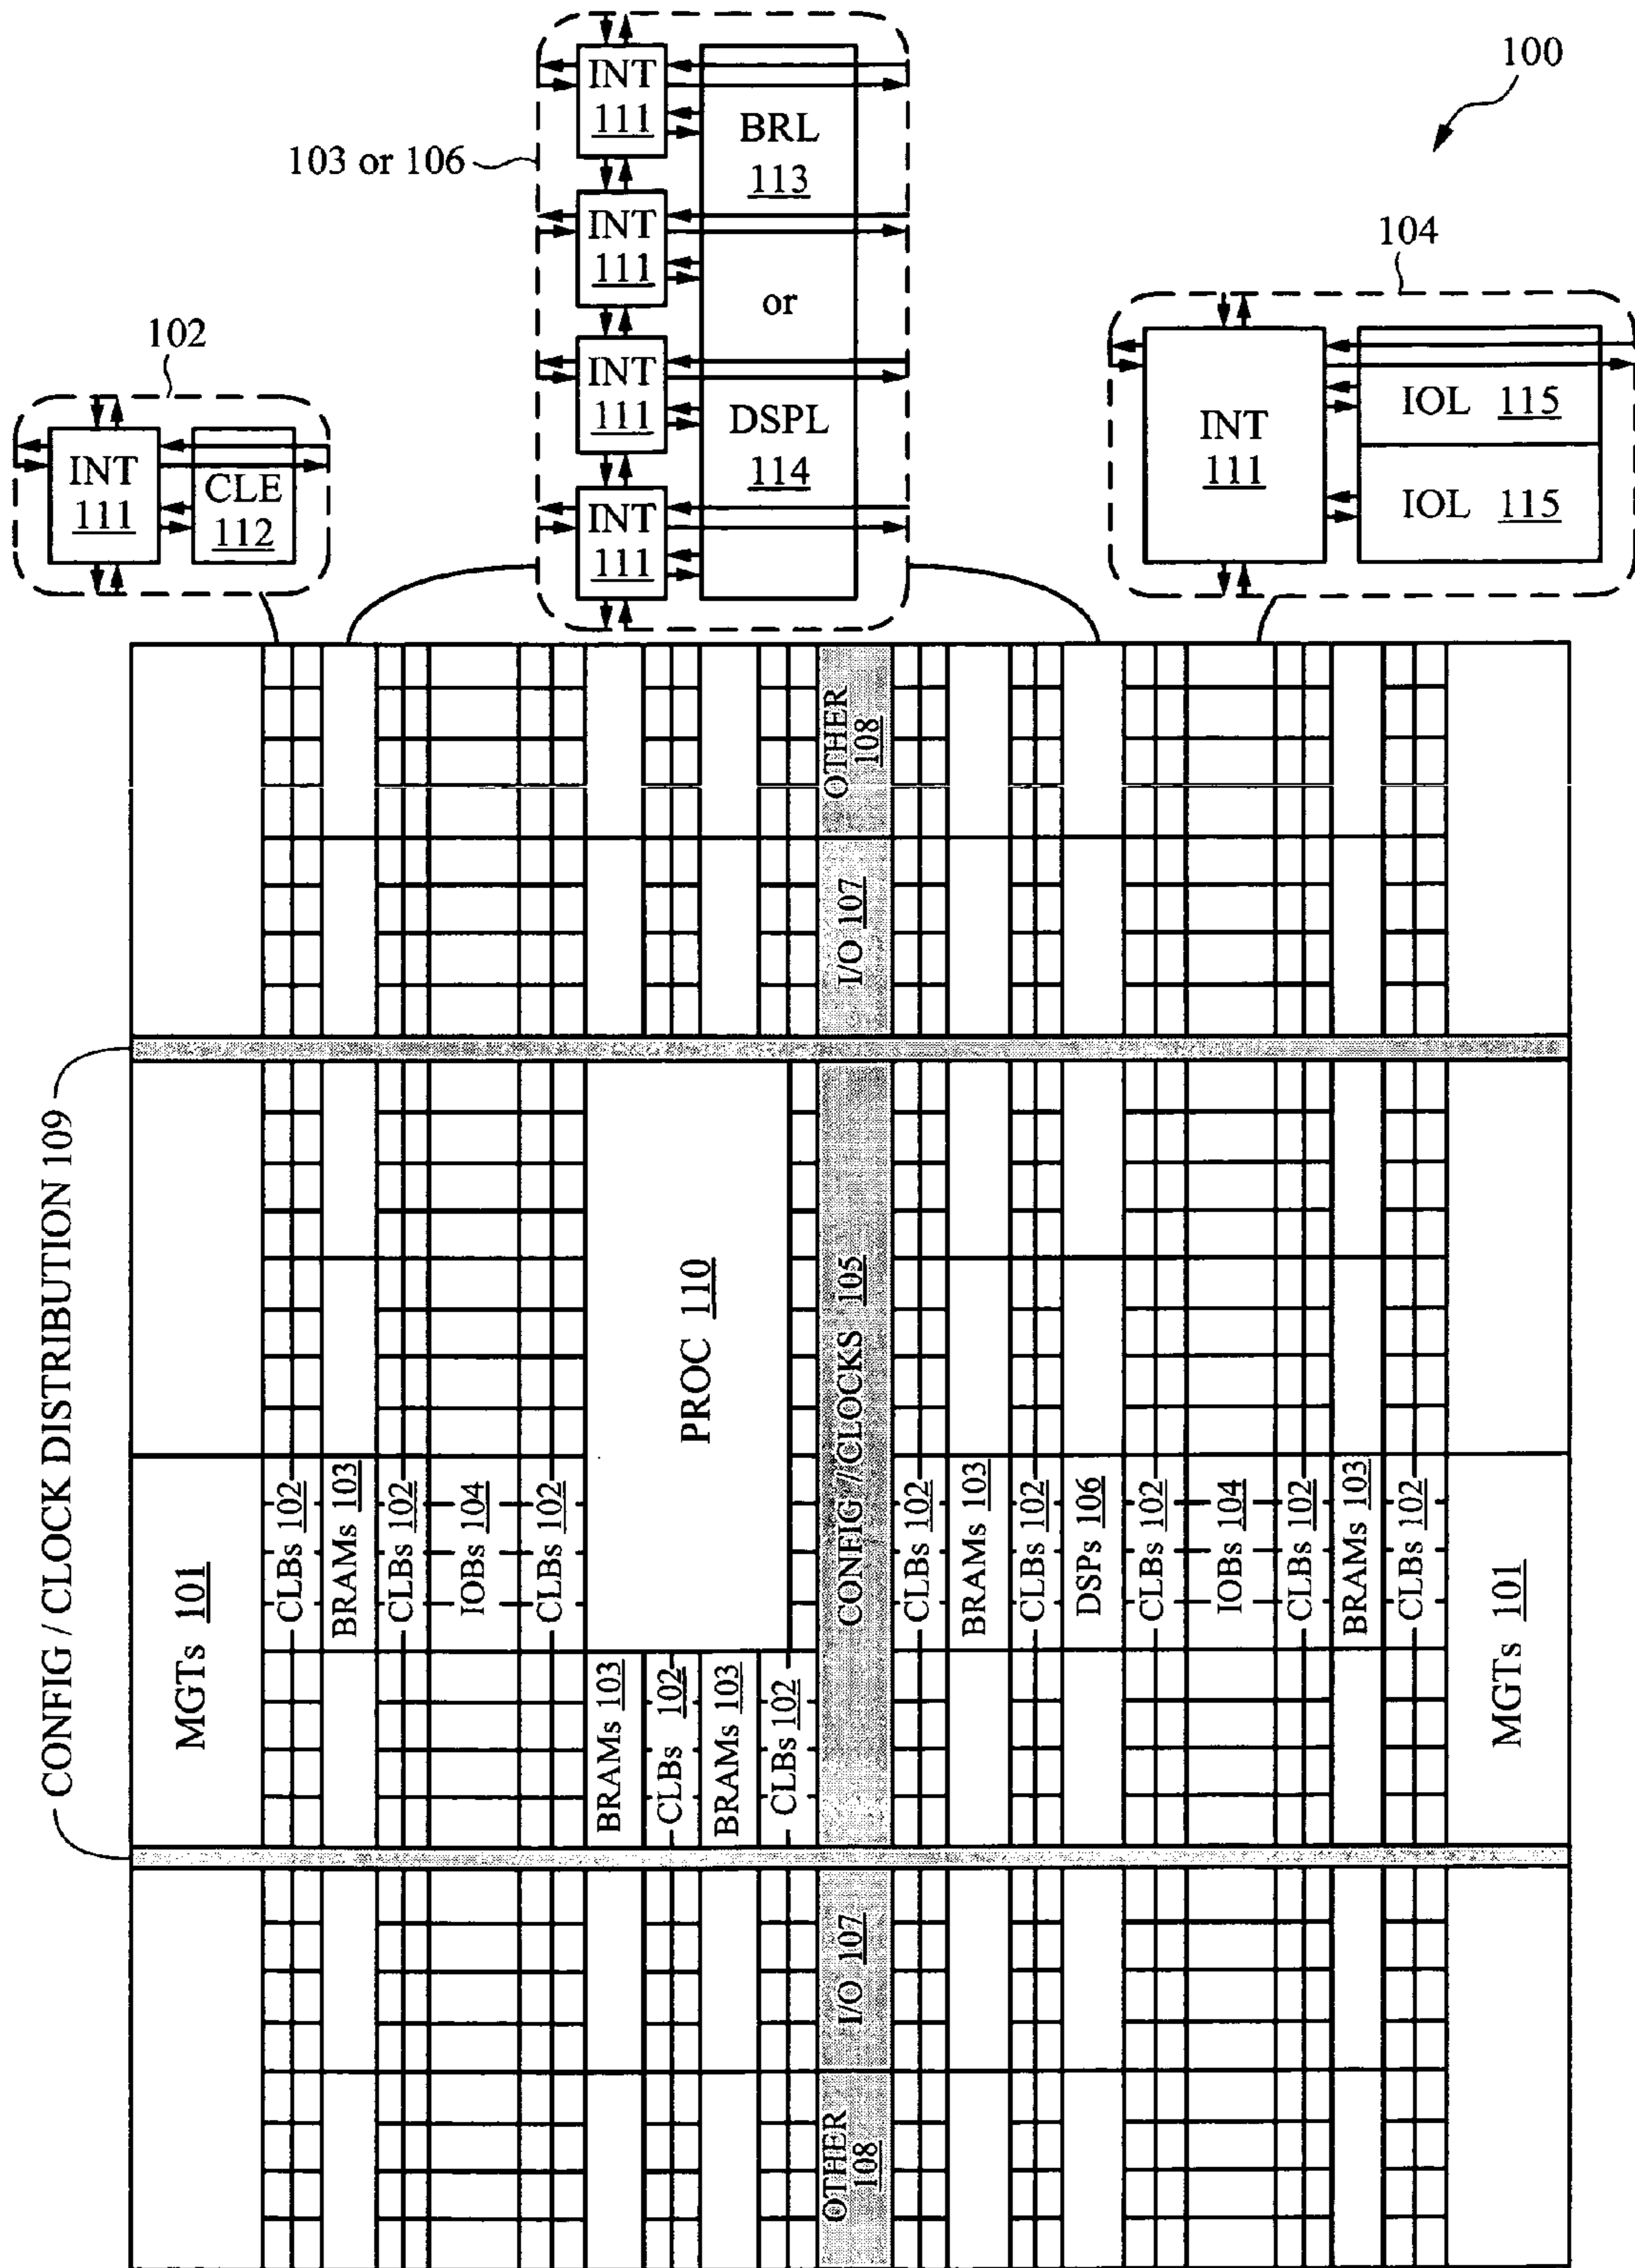 100
103 or 106
INT
111
INT
111
INT
111
INT
111
BRL
113
or
DSPL
114
104
INT
111
IOL 115
IOL 115
102
INT
111
CLE
112
OTHER
108
I/O 107
CONFIG / CLOCK DISTRIBUTION 109
PROC 110
CONFIG / CLOCKS 105
MGTs 101
CLBs 102
BRAMs 103
CLBs 102
IOBs 104
CLBs 102
BRAMs 103
CLBs 102
BRAMs 103
CLBs 102
CLBs 102
BRAMs 103
CLBs 102
DSPs 106
CLBs 102
IOBs 104
CLBs 102
BRAMs 103
CLBs 102
MGTs 101
I/O 107
OTHER
108